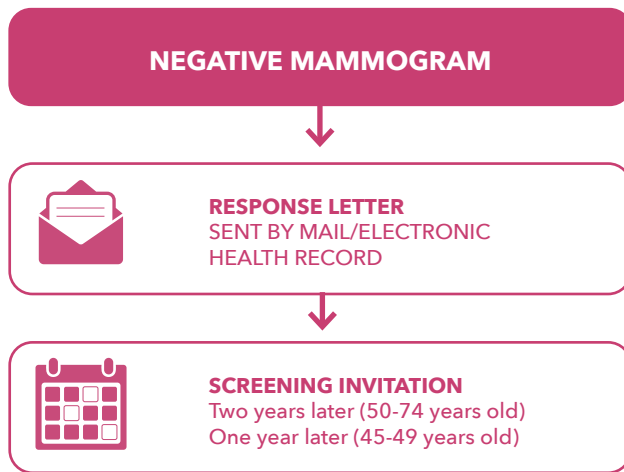 NEGATIVE MAMMOGRAM
RESPONSE LETTER
SENT BY MAIL/ELECTRONIC
HEALTH RECORD
SCREENING INVITATION
Two years later (50-74 years old)
One year later (45-49 years old)